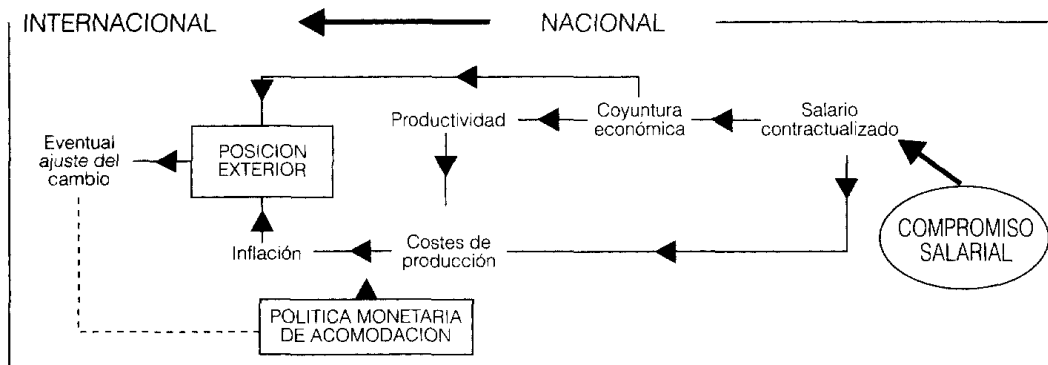 INTERNACIONAL
NACIONAL
Productividad
Coyuntura
económica
Salario
contractualizado
Eventual
ajuste del
cambio
POSICION
EXTERIOR
COMPROMISO
SALARIAL
Inflación
Costes de
producción
POLITICA MONETARIA
DE ACOMODACION